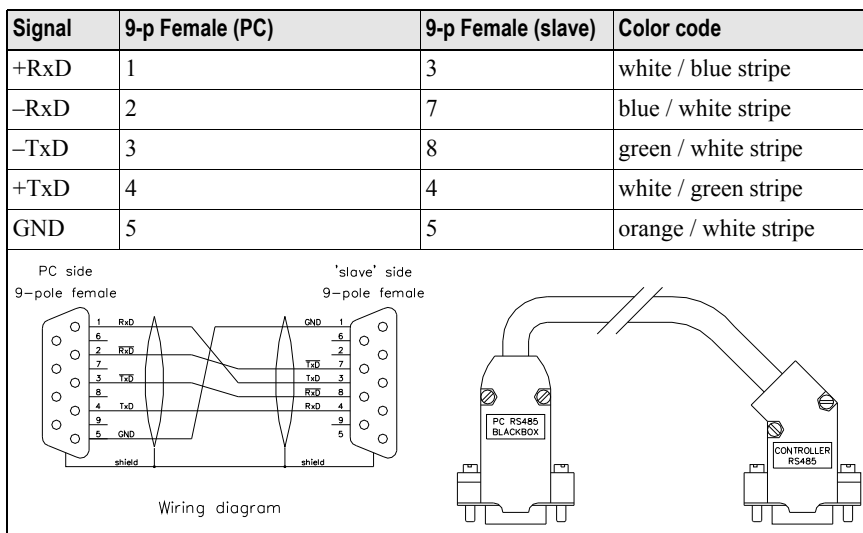 Signal 9-p Female (PC) 9-p Female (slave) Color code
+RxD 1 3 white / blue stripe
–RxD 2 7 blue / white stripe
–TxD 3 8 green / white stripe
+TxD 4 4 white / green stripe
GND 5 5 orange / white stripe
PC side 'slave' side
9-pole female 9-pole female
1 RxD GND 1
6 6
2 RxD 2
7 TxD 7
3 TxD TxD 3
8 RxD 8
4 TxD RxD 4
9 9
5 GND 5
shield shield
Wiring diagram
PC RS485
BLACKBOX
CONTROLLER
RS485